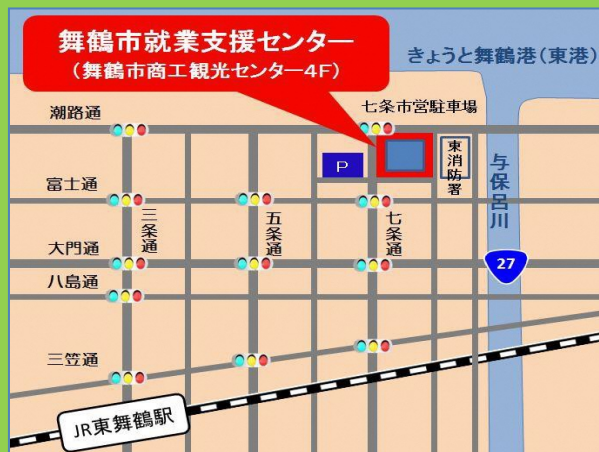 舞鶴市就業支援センター
(舞鶴市商工観光センター4F)
きょうと舞鶴港(東港)
潮路通
七条市営駐車場
P
東消防署
富士通
三条通
五条通
七条通
与保呂川
大門通
27
八島通
三笠通
JR東舞鶴駅